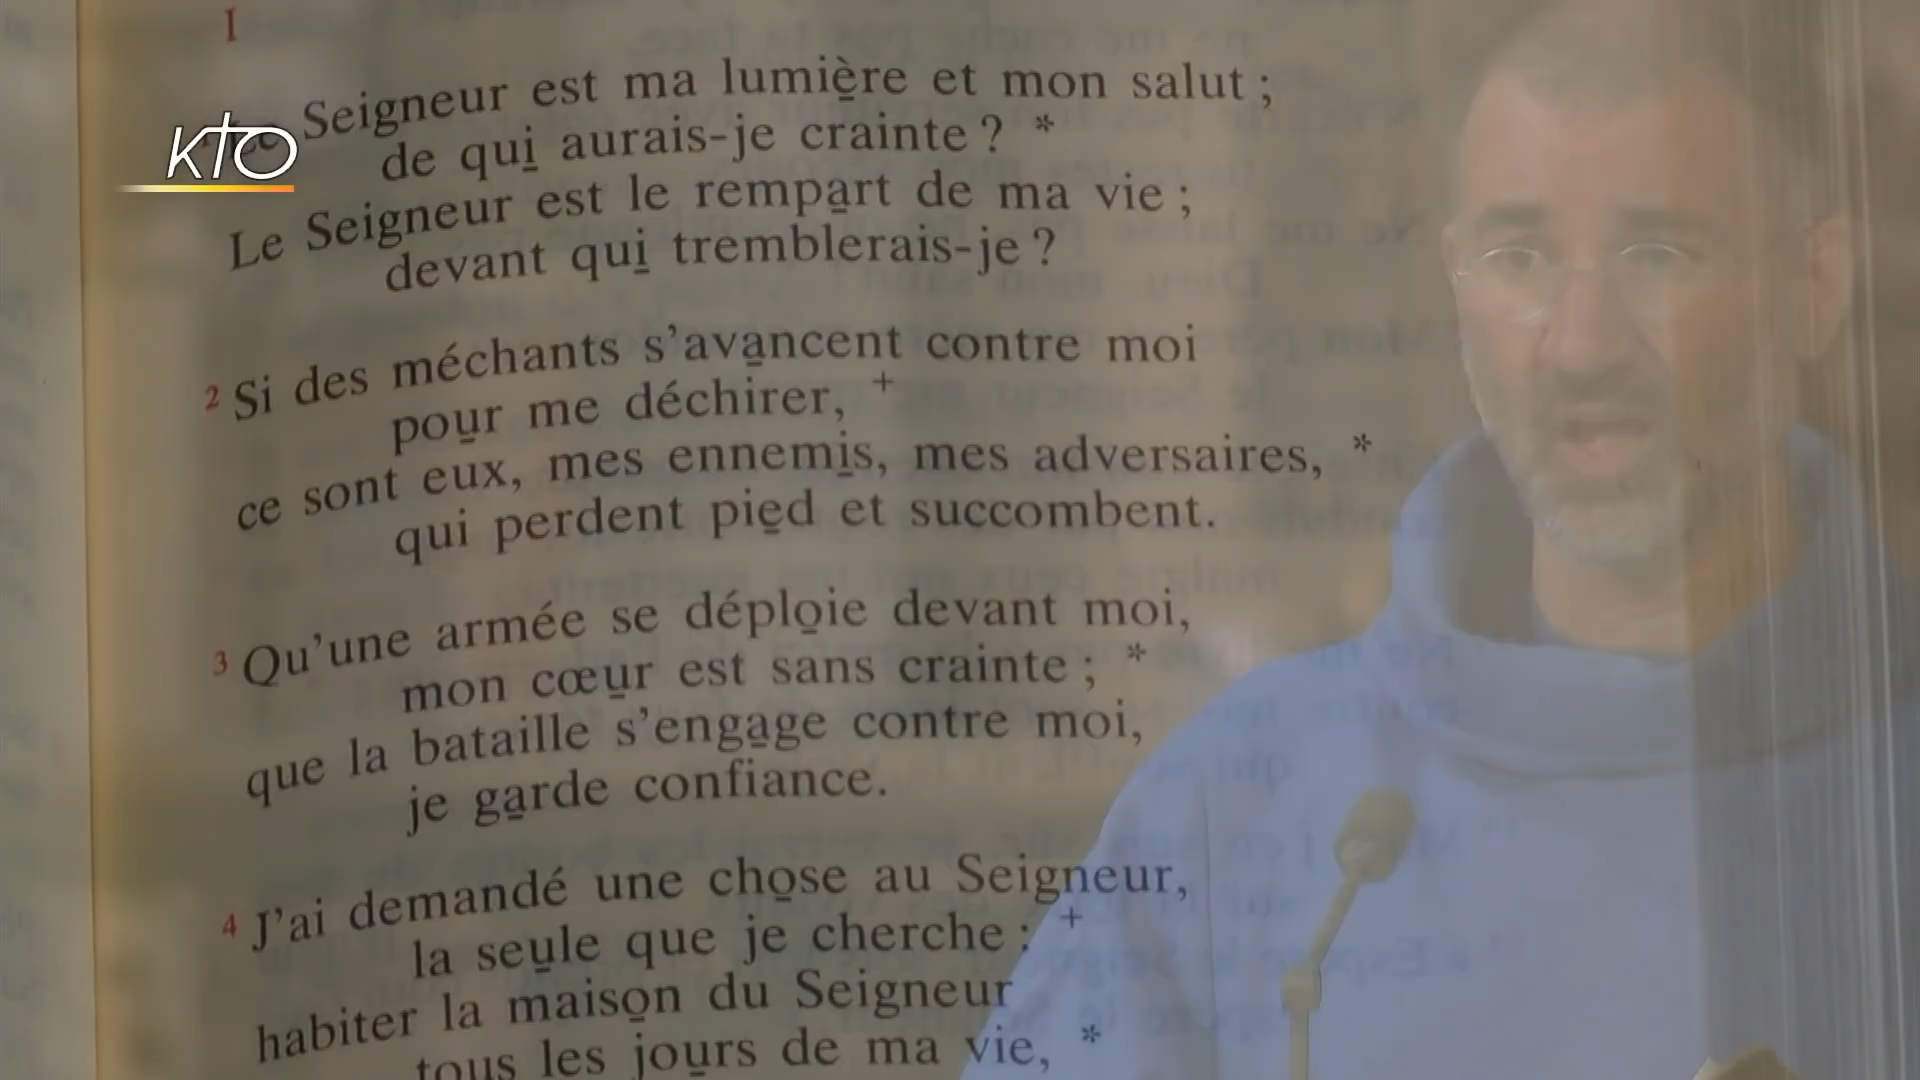 I
Seigneur est ma lumière et mon salut ;
de qui aurais-je crainte ? *
KTO
Le Seigneur est le rempart de ma vie ;
devant qui tremblerais-je ?
2 Si des méchants s'avancent contre moi
pour me déchirer, +
ce sont eux, mes ennemis, mes adversaires, *
qui perdent pied et succombent.
3 Qu'une armée se déploie devant moi,
mon cœur est sans crainte ; *
que la bataille s'engage contre moi,
je garde confiance.
4 J'ai demandé une chose au Seigneur,
la seule que je cherche : +
habiter la maison du Seigneur
tous les jours de ma vie, *